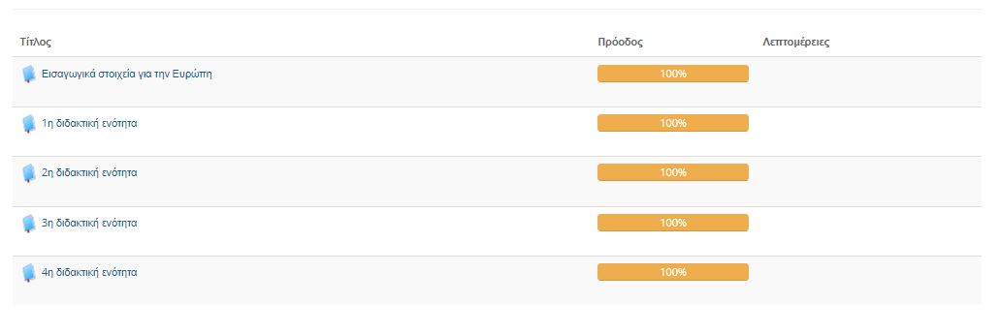 Τίτλος Πρόοδος Λεπτομέρειες
Εισαγωγικά στοιχεία για την Ευρώπη 100%
1η διδακτική ενότητα 100%
2η διδακτική ενότητα 100%
3η διδακτική ενότητα 100%
4η διδακτική ενότητα 100%